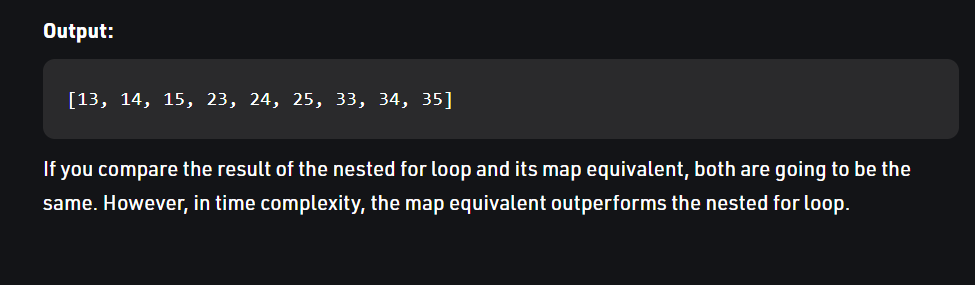 Output:
[13, 14, 15, 23, 24, 25, 33, 34, 35]
If you compare the result of the nested for loop and its map equivalent, both are going to be the
same. However, in time complexity, the map equivalent outperforms the nested for loop.